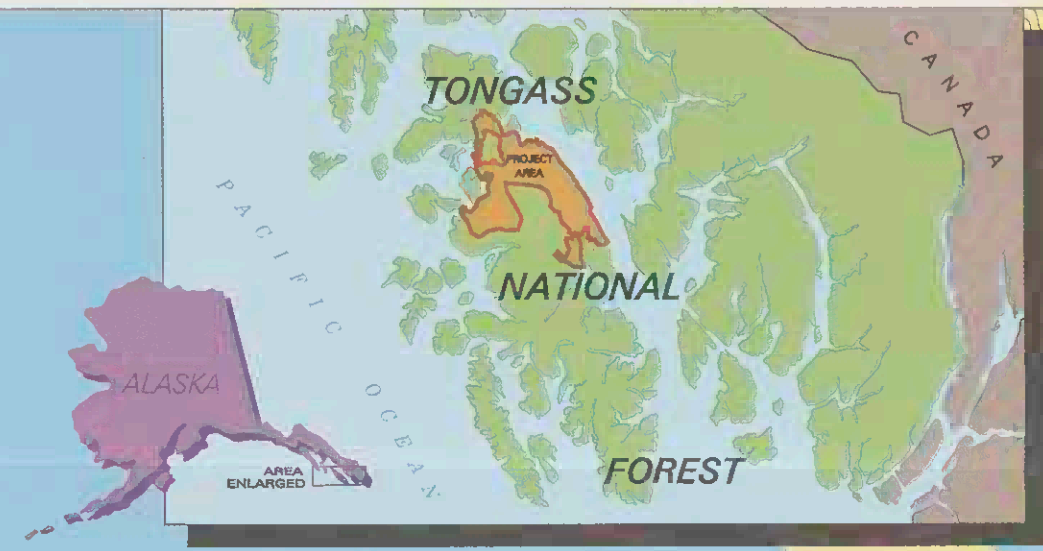 TONGASS
CANADA
PROJECT
AREA
PACIFIC OCEAN
NATIONAL
ALASKA
AREA
ENLARGED
FOREST